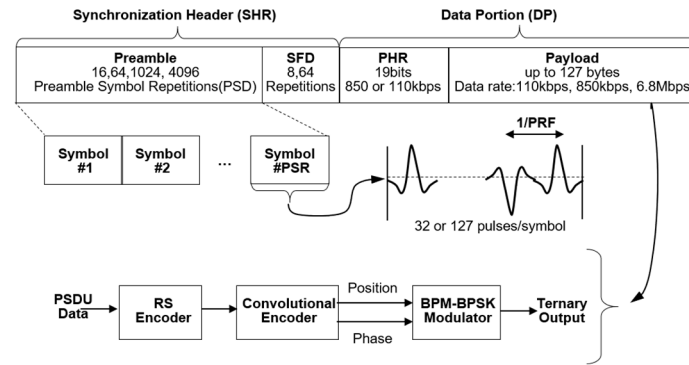 Synchronization Header (SHR)
Data Portion (DP)
Preamble
16,64,1024, 4096
Preamble Symbol Repetitions(PSD)
SFD
8,64
Repetitions
PHR
19bits
850 or 110kbps
Payload
up to 127 bytes
Data rate:110kbps, 850kbps, 6.8Mbps
Symbol
#1
Symbol
#2
...
Symbol
#PSR
1/PRF
32 or 127 pulses/symbol
PSDU
Data
RS
Encoder
Convolutional
Encoder
Position
Phase
BPM-BPSK
Modulator
Ternary
Output